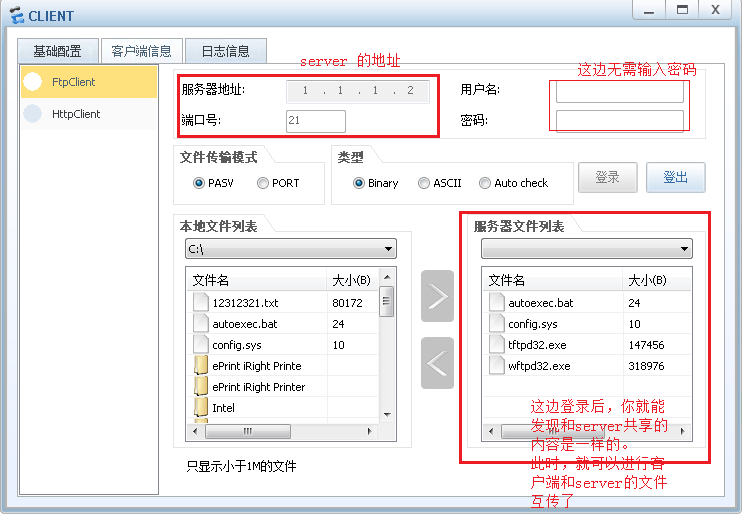 CLIENT
基础配置 客户端信息 日志信息
server 的地址
这边无需输入密码
FtpClient
HttpClient
服务器地址: 1 . 1 . 1 . 2 用户名:
端口号: 21 密码:
文件传输模式 类型
PASV PORT Binary ASCII Auto check 登录 登出
本地文件列表 服务器文件列表
C:\
文件名 大小(B) 文件名 大小(B)
12312321.txt 80172 autoexec.bat 24
autoexec.bat 24 config.sys 10
config.sys 10 tftpd32.exe 147456
ePrint iRight Printe wftpd32.exe 318976
ePrint iRight Printer
Intel
这边登录后，你就能
发现和server共享的
内容是一样的。
此时，就可以进行客
户端和server的文件
互传了
只显示小于1M的文件